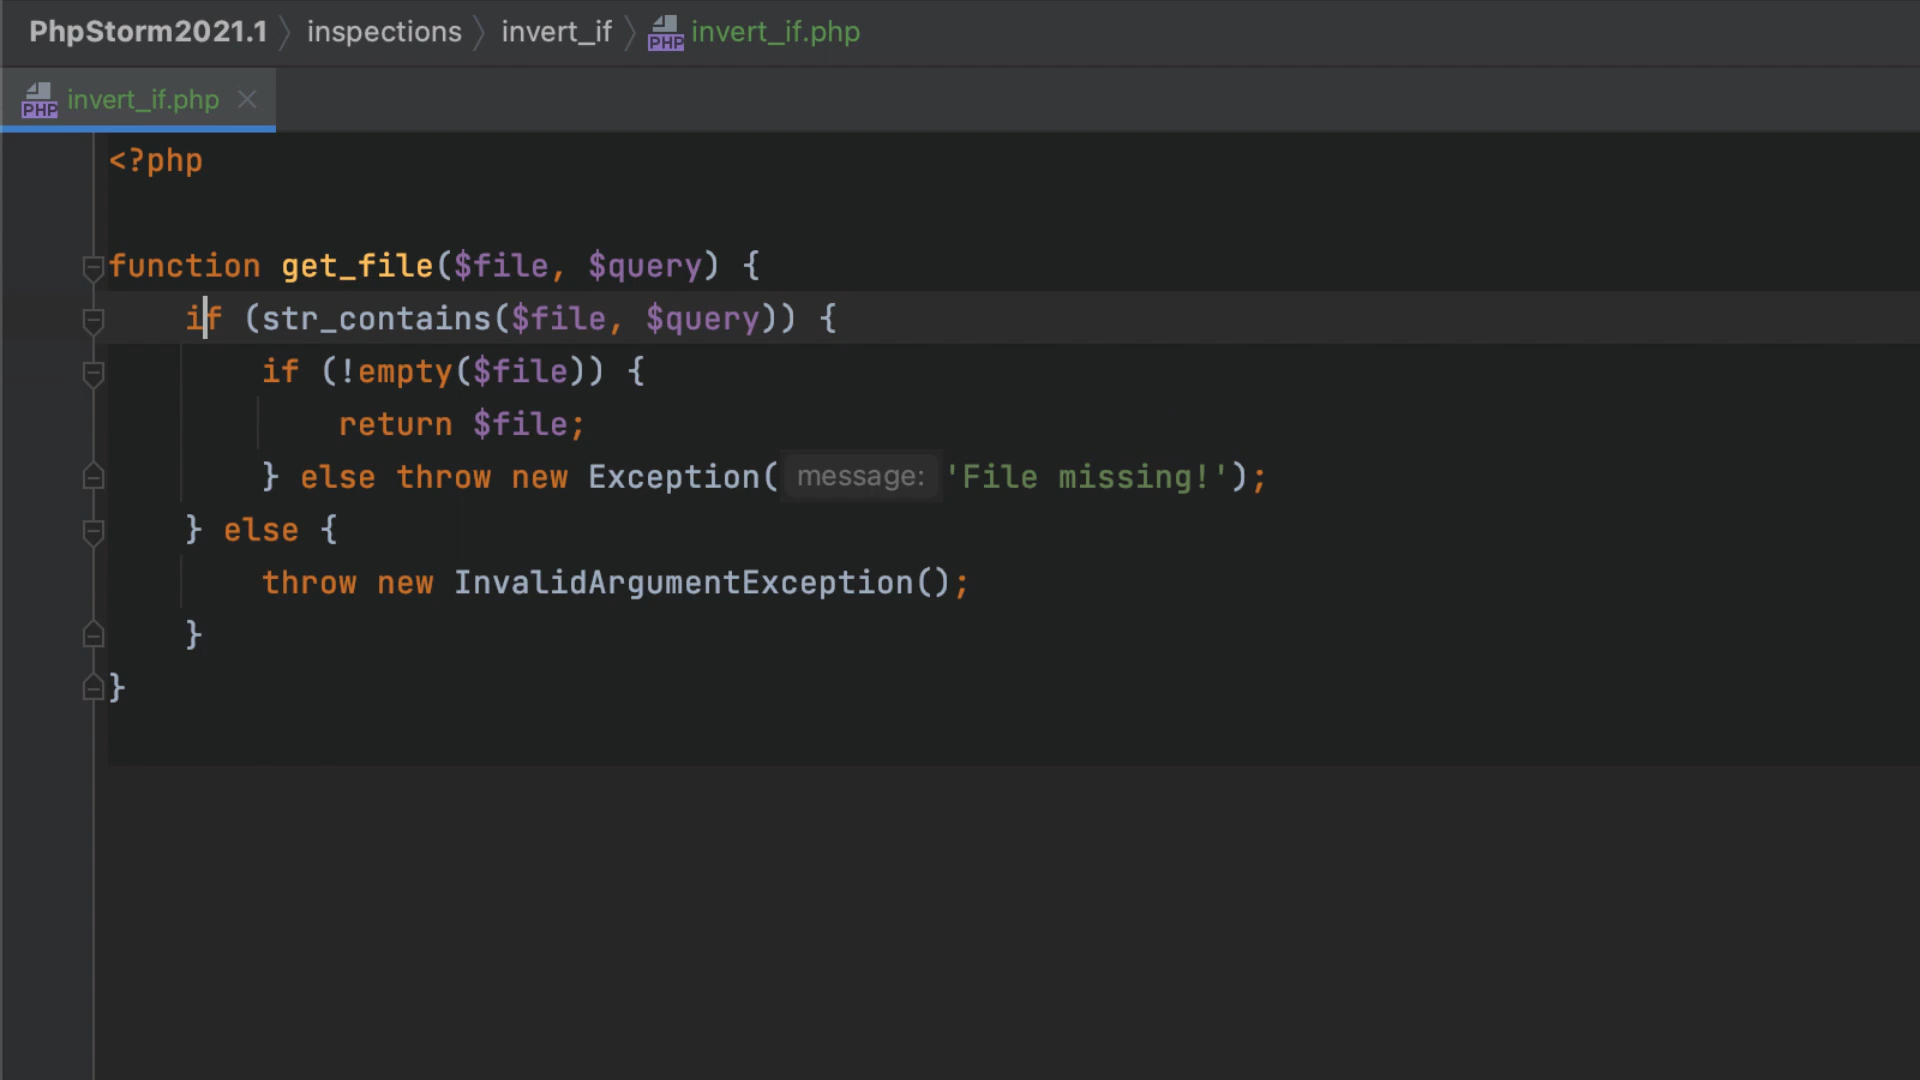 PhpStorm2021.1 inspections invert_if PHP invert_if.php
PHP invert_if.php
<?php
function get_file($file, $query) {
    if (str_contains($file, $query)) {
        if (!empty($file)) {
            return $file;
        } else throw new Exception( message: 'File missing!');
    } else {
        throw new InvalidArgumentException();
    }
}